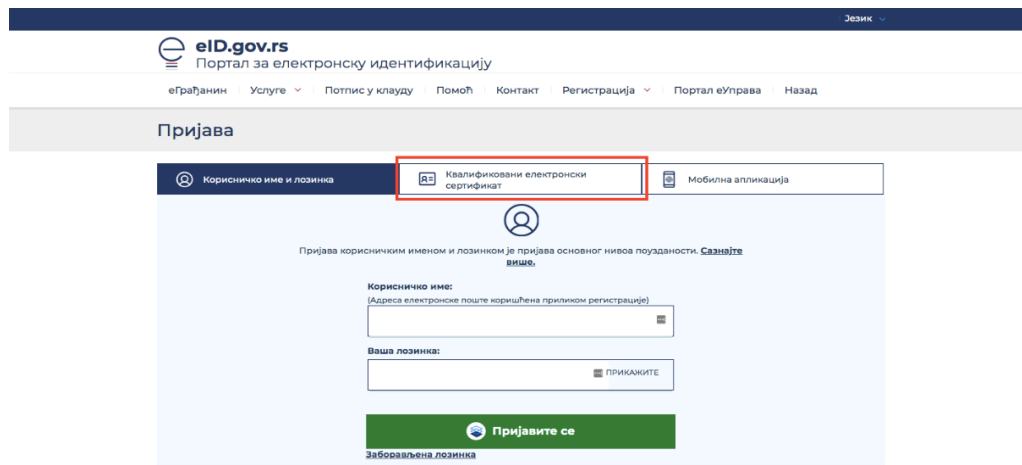 Језик
eID.gov.rs
Портал за електронску идентификацију
еГрађанин Услуге Потпис у клауду Помоћ Контакт Регистрација Портал еУправа Назад
Пријава
Корисничко име и лозинка
Квалификовани електронски
сертификат
Мобилна апликација
Пријава корисничким именом и лозинком је пријава основног нивоа поузданости. Сазнајте
више.
Корисничко име:
(Адреса електронске поште коришћена приликом регистрације)
Ваша лозинка:
ПРИКАЖИТЕ
Пријавите се
Заборављена лозинка